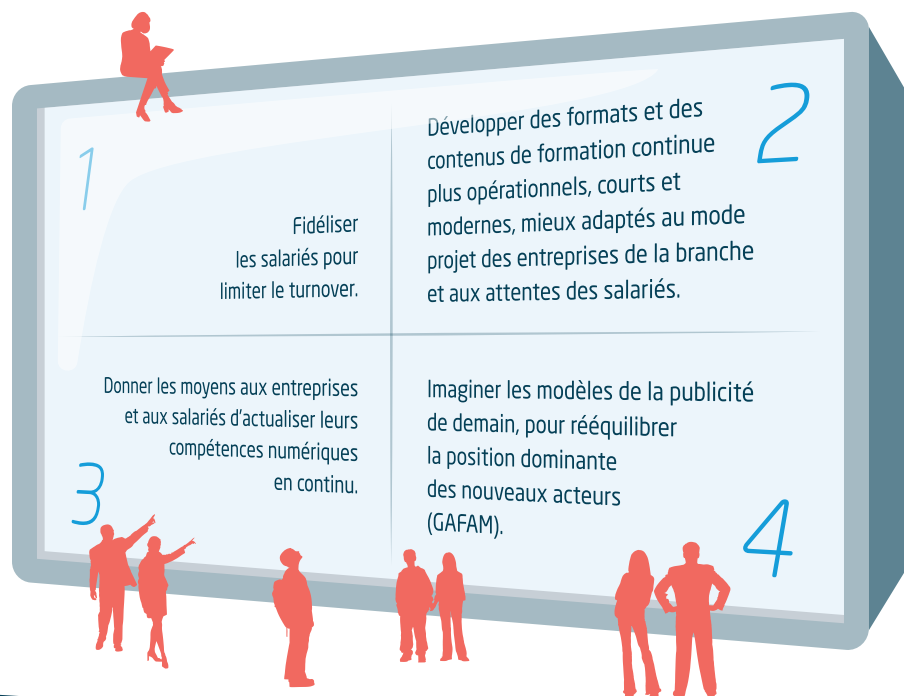 1
Fidéliser
les salariés pour
limiter le turnover.
2
Développer des formats et des
contenus de formation continue
plus opérationnels, courts et
modernes, mieux adaptés au mode
projet des entreprises de la branche
et aux attentes des salariés.
3
Donner les moyens aux entreprises
et aux salariés d'actualiser leurs
compétences numériques
en continu.
4
Imaginer les modèles de la publicité
de demain, pour rééquilibrer
la position dominante
des nouveaux acteurs
(GAFAM).